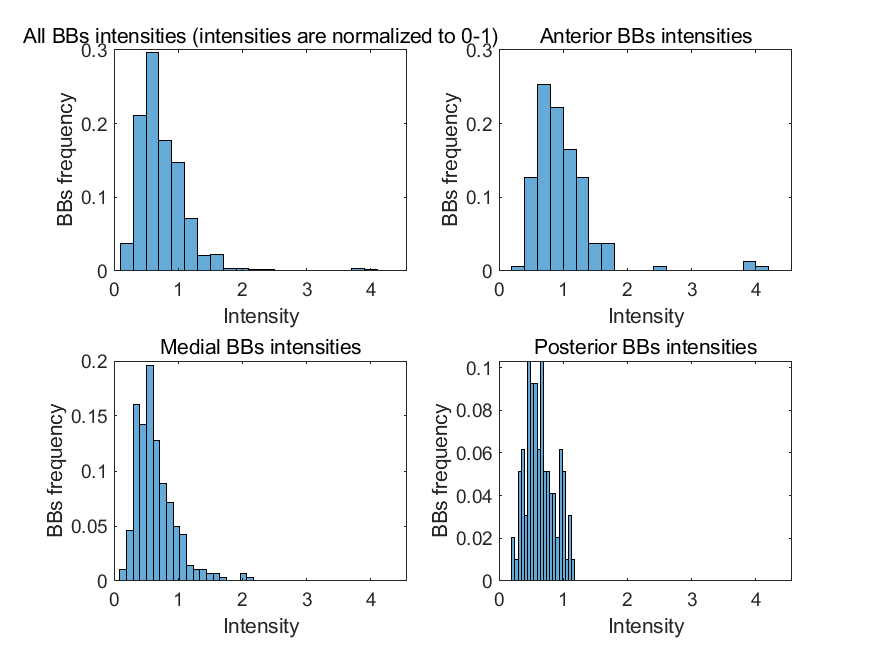 All BBs intensities (intensities are normalized to 0-1)
BBs frequency
0.3
0.2
0.1
0
0 1 2 3 4
Intensity
Anterior BBs intensities
BBs frequency
0.3
0.2
0.1
0
0 1 2 3 4
Intensity
Medial BBs intensities
BBs frequency
0.2
0.15
0.1
0.05
0
0 1 2 3 4
Intensity
Posterior BBs intensities
BBs frequency
0.1
0.08
0.06
0.04
0.02
0
0 1 2 3 4
Intensity